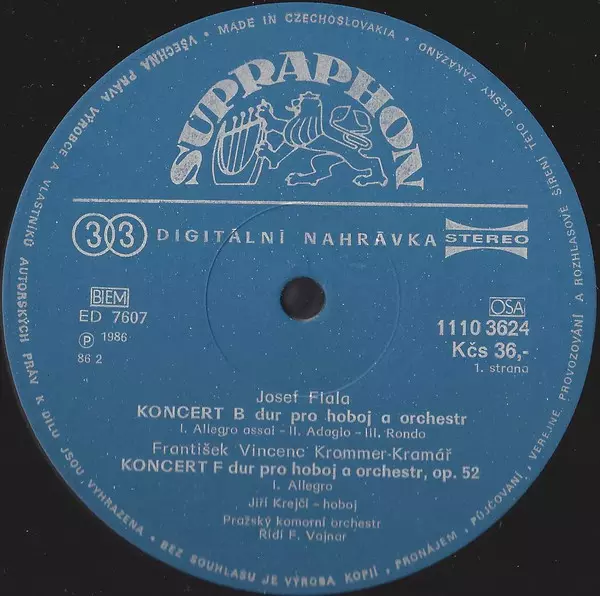 VŠECHNA PRÁVA VÝROBCE A VLASTNÍKŮ AUTORSKÝCH PRÁV K DÍLU JSOU VYHRAZENA • BEZ SOUHLASU JE VÝROBA KOPIÍ, PRONÁJEM, PŮJČOVÁNÍ, VEREJNÉ PROVOZOVÁNÍ A ROZHLASOVÉ ŠÍŘENÍ TÉTO DESKY ZAKÁZÁNO • MADE IN CZECHOSLOVAKIA •
SUPRAPHON
33 DIGITÁLNÍ NAHRÁVKA STEREO
BIEM
ED 7607
Ⓟ 1986
86 2
OSA
1110 3624
Kčs 36,-
1. strana
Josef Fiala
KONCERT B dur pro hoboj a orchestr
I. Allegro assai - II. Adagio - III. Rondo
František Vincenc Krommer-Kramář
KONCERT F dur pro hoboj a orchestr, op. 52
I. Allegro
Jiří Krejčí - hoboj
Pražský komorní orchestr
Řídí F. Vajnar